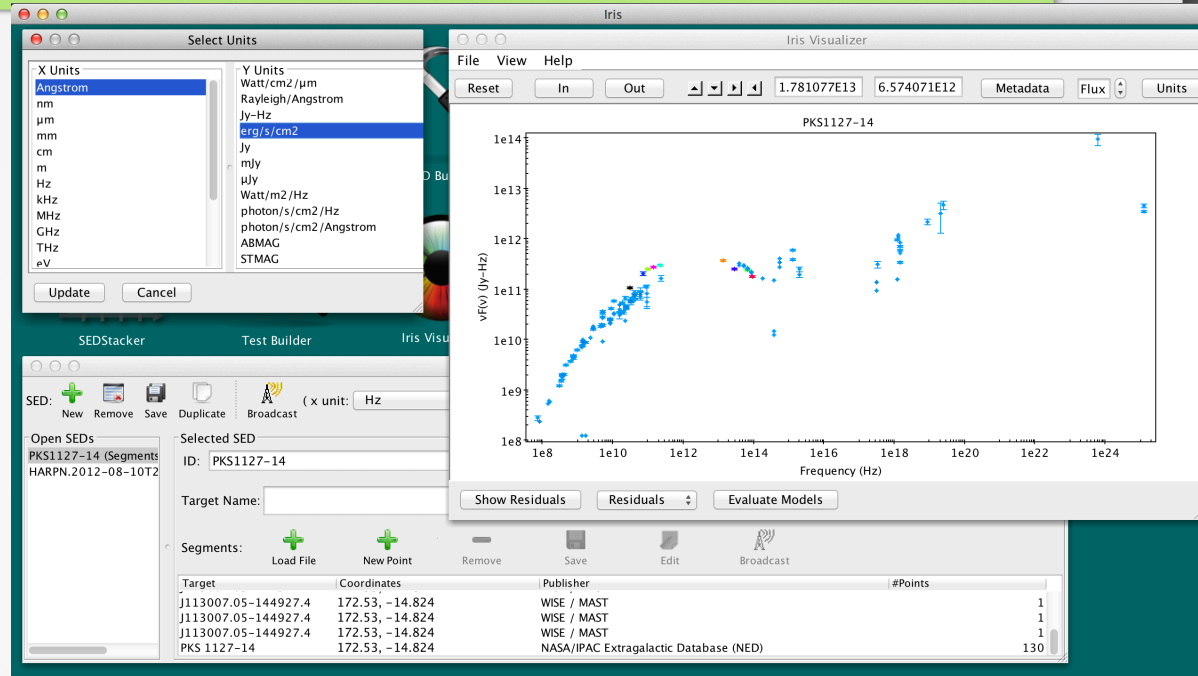 Iris
Select Units
X Units
Angstrom
nm
µm
mm
cm
m
Hz
kHz
MHz
GHz
THz
eV
Y Units
Watt/cm2/µm
Rayleigh/Angstrom
Jy-Hz
erg/s/cm2
Jy
mJy
µJy
Watt/m2/Hz
photon/s/cm2/Hz
photon/s/cm2/Angstrom
ABMAG
STMAG
Update
Cancel
D Bu
SEDStacker
Test Builder
Iris Visu
Iris Visualizer
File View Help
Reset
In
Out
1.781077E13
6.574071E12
Metadata
Flux
Units
PKS1127-14
1e14
1e13
1e12
1e11
1e10
1e9
1e8
νF(ν) (Jy-Hz)
1e8 1e10 1e12 1e14 1e16 1e18 1e20 1e22 1e24
Frequency (Hz)
Show Residuals
Residuals
Evaluate Models
SED:
New
Remove
Save
Duplicate
Broadcast
( x unit: Hz
Open SEDs
PKS1127-14 (Segments
HARPN.2012-08-10T2
Selected SED
ID: PKS1127-14
Target Name:
Segments:
Load File
New Point
Remove
Save
Edit
Broadcast
Target Coordinates Publisher #Points
J113007.05-144927.4 172.53, -14.824 WISE / MAST 1
J113007.05-144927.4 172.53, -14.824 WISE / MAST 1
J113007.05-144927.4 172.53, -14.824 WISE / MAST 1
PKS 1127-14 172.53, -14.824 NASA/IPAC Extragalactic Database (NED) 130